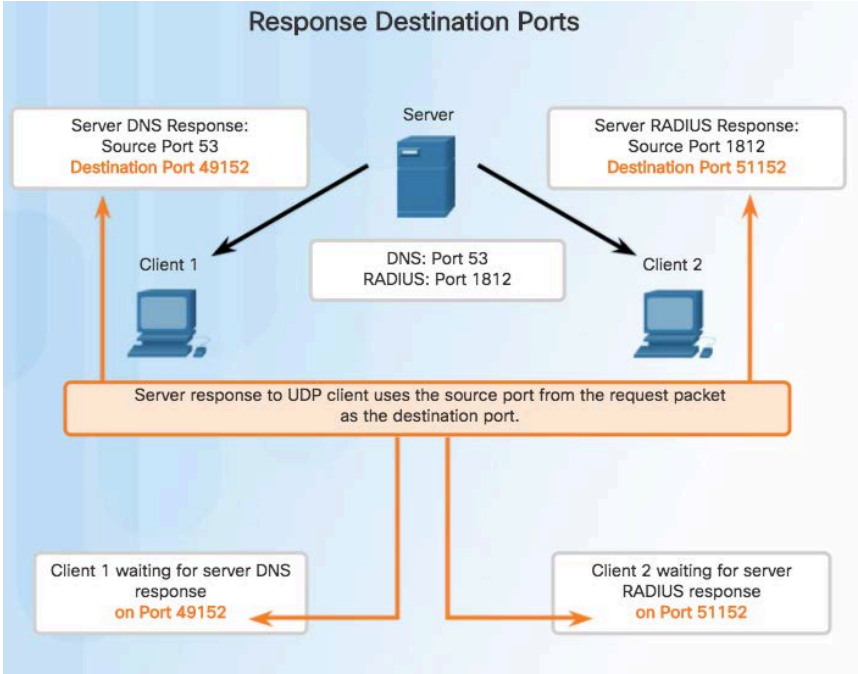 Response Destination Ports
Server DNS Response:
Source Port 53
Destination Port 49152
Server
Server RADIUS Response:
Source Port 1812
Destination Port 51152
Client 1
DNS: Port 53
RADIUS: Port 1812
Client 2
Server response to UDP client uses the source port from the request packet
as the destination port.
Client 1 waiting for server DNS
response
on Port 49152
Client 2 waiting for server
RADIUS response
on Port 51152